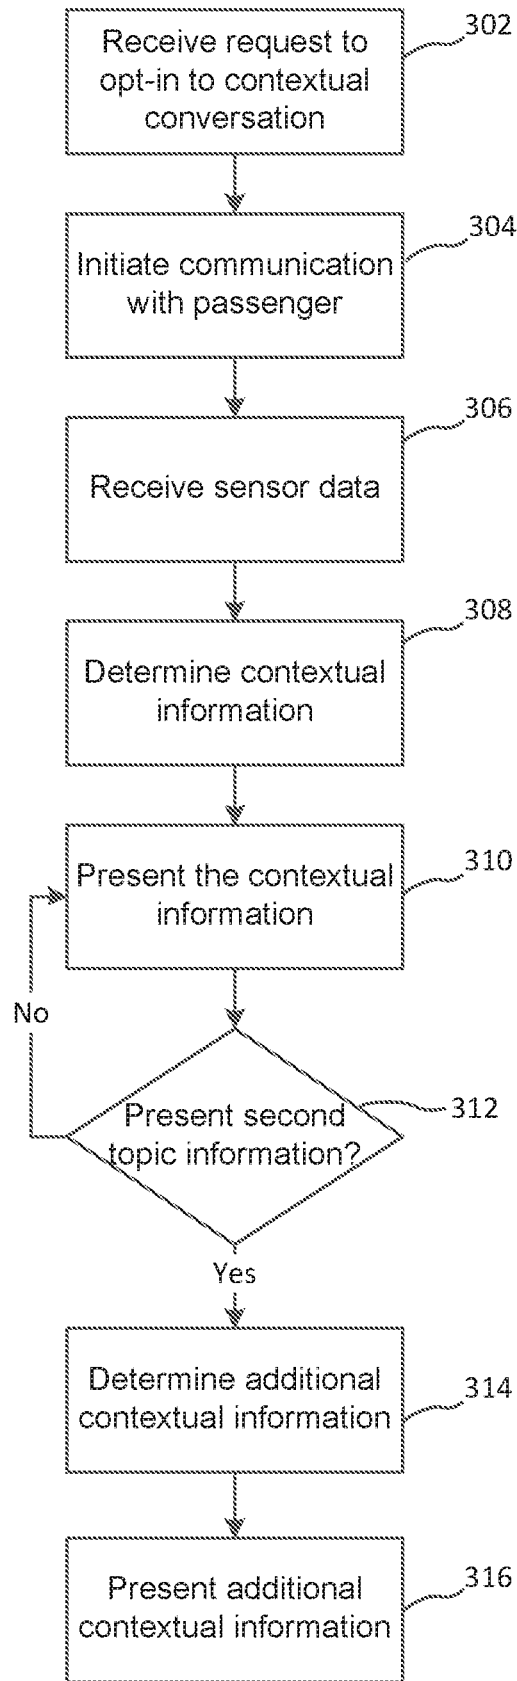 302
Receive request to
opt-in to contextual
conversation
304
Initiate communication
with passenger
306
Receive sensor data
308
Determine contextual
information
310
Present the contextual
information
No
312
Present second
topic information?
Yes
314
Determine additional
contextual information
316
Present additional
contextual information